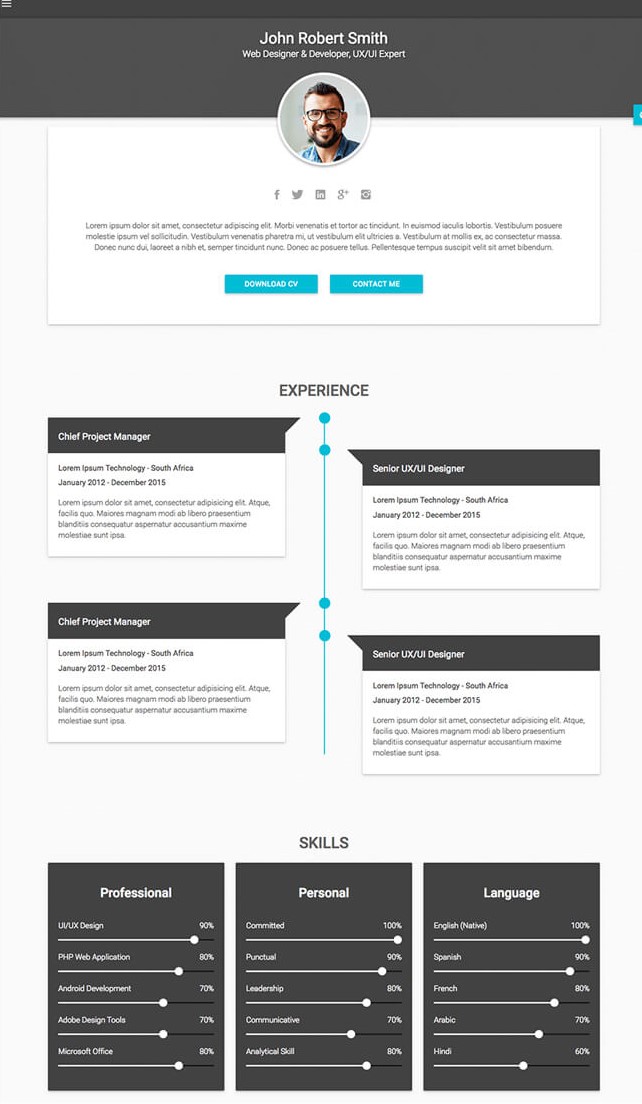 John Robert Smith
Web Designer & Developer, UX/UI Expert
Lorem ipsum dolor sit amet, consectetur adipiscing elit. Morbi venenatis et tortor ac tincidunt. In euismod iaculis lobortis. Vestibulum posuere
molestie ipsum vel sollicitudin. Vestibulum venenatis pharetra mi, ut vestibulum elit ultricies a. Vestibulum at mollis ex, ac consectetur massa.
Donec nunc dui, laoreet a nibh et, semper tincidunt nunc. Donec ac posuere tellus. Pellentesque tempus suscipit velit sit amet bibendum.
DOWNLOAD CV
CONTACT ME
EXPERIENCE
Chief Project Manager
Lorem Ipsum Technology - South Africa
January 2012 - December 2015
Lorem ipsum dolor sit amet, consectetur adipisicing elit. Atque,
facilis quo. Maiores magnam modi ab libero praesentium
blanditiis consequatur aspernatur accusantium maxime
molestiae sunt ipsa.
Senior UX/UI Designer
Lorem Ipsum Technology - South Africa
January 2012 - December 2015
Lorem ipsum dolor sit amet, consectetur adipisicing elit. Atque,
facilis quo. Maiores magnam modi ab libero praesentium
blanditiis consequatur aspernatur accusantium maxime
molestiae sunt ipsa.
Chief Project Manager
Lorem Ipsum Technology - South Africa
January 2012 - December 2015
Lorem ipsum dolor sit amet, consectetur adipisicing elit. Atque,
facilis quo. Maiores magnam modi ab libero praesentium
blanditiis consequatur aspernatur accusantium maxime
molestiae sunt ipsa.
Senior UX/UI Designer
Lorem Ipsum Technology - South Africa
January 2012 - December 2015
Lorem ipsum dolor sit amet, consectetur adipisicing elit. Atque,
facilis quo. Maiores magnam modi ab libero praesentium
blanditiis consequatur aspernatur accusantium maxime
molestiae sunt ipsa.
SKILLS
Professional
UI/UX Design 90%
PHP Web Application 80%
Android Development 70%
Adobe Design Tools 70%
Microsoft Office 80%
Personal
Committed 100%
Punctual 90%
Leadership 80%
Communicative 70%
Analytical Skill 80%
Language
English (Native) 100%
Spanish 90%
French 80%
Arabic 70%
Hindi 60%